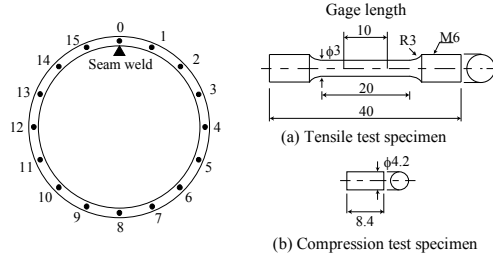 0
1
2
3
4
5
6
7
8
9
10
11
12
13
14
15
Seam weld
Gage length
10
R3
M6
ϕ3
20
40
(a) Tensile test specimen
ϕ4.2
8.4
(b) Compression test specimen